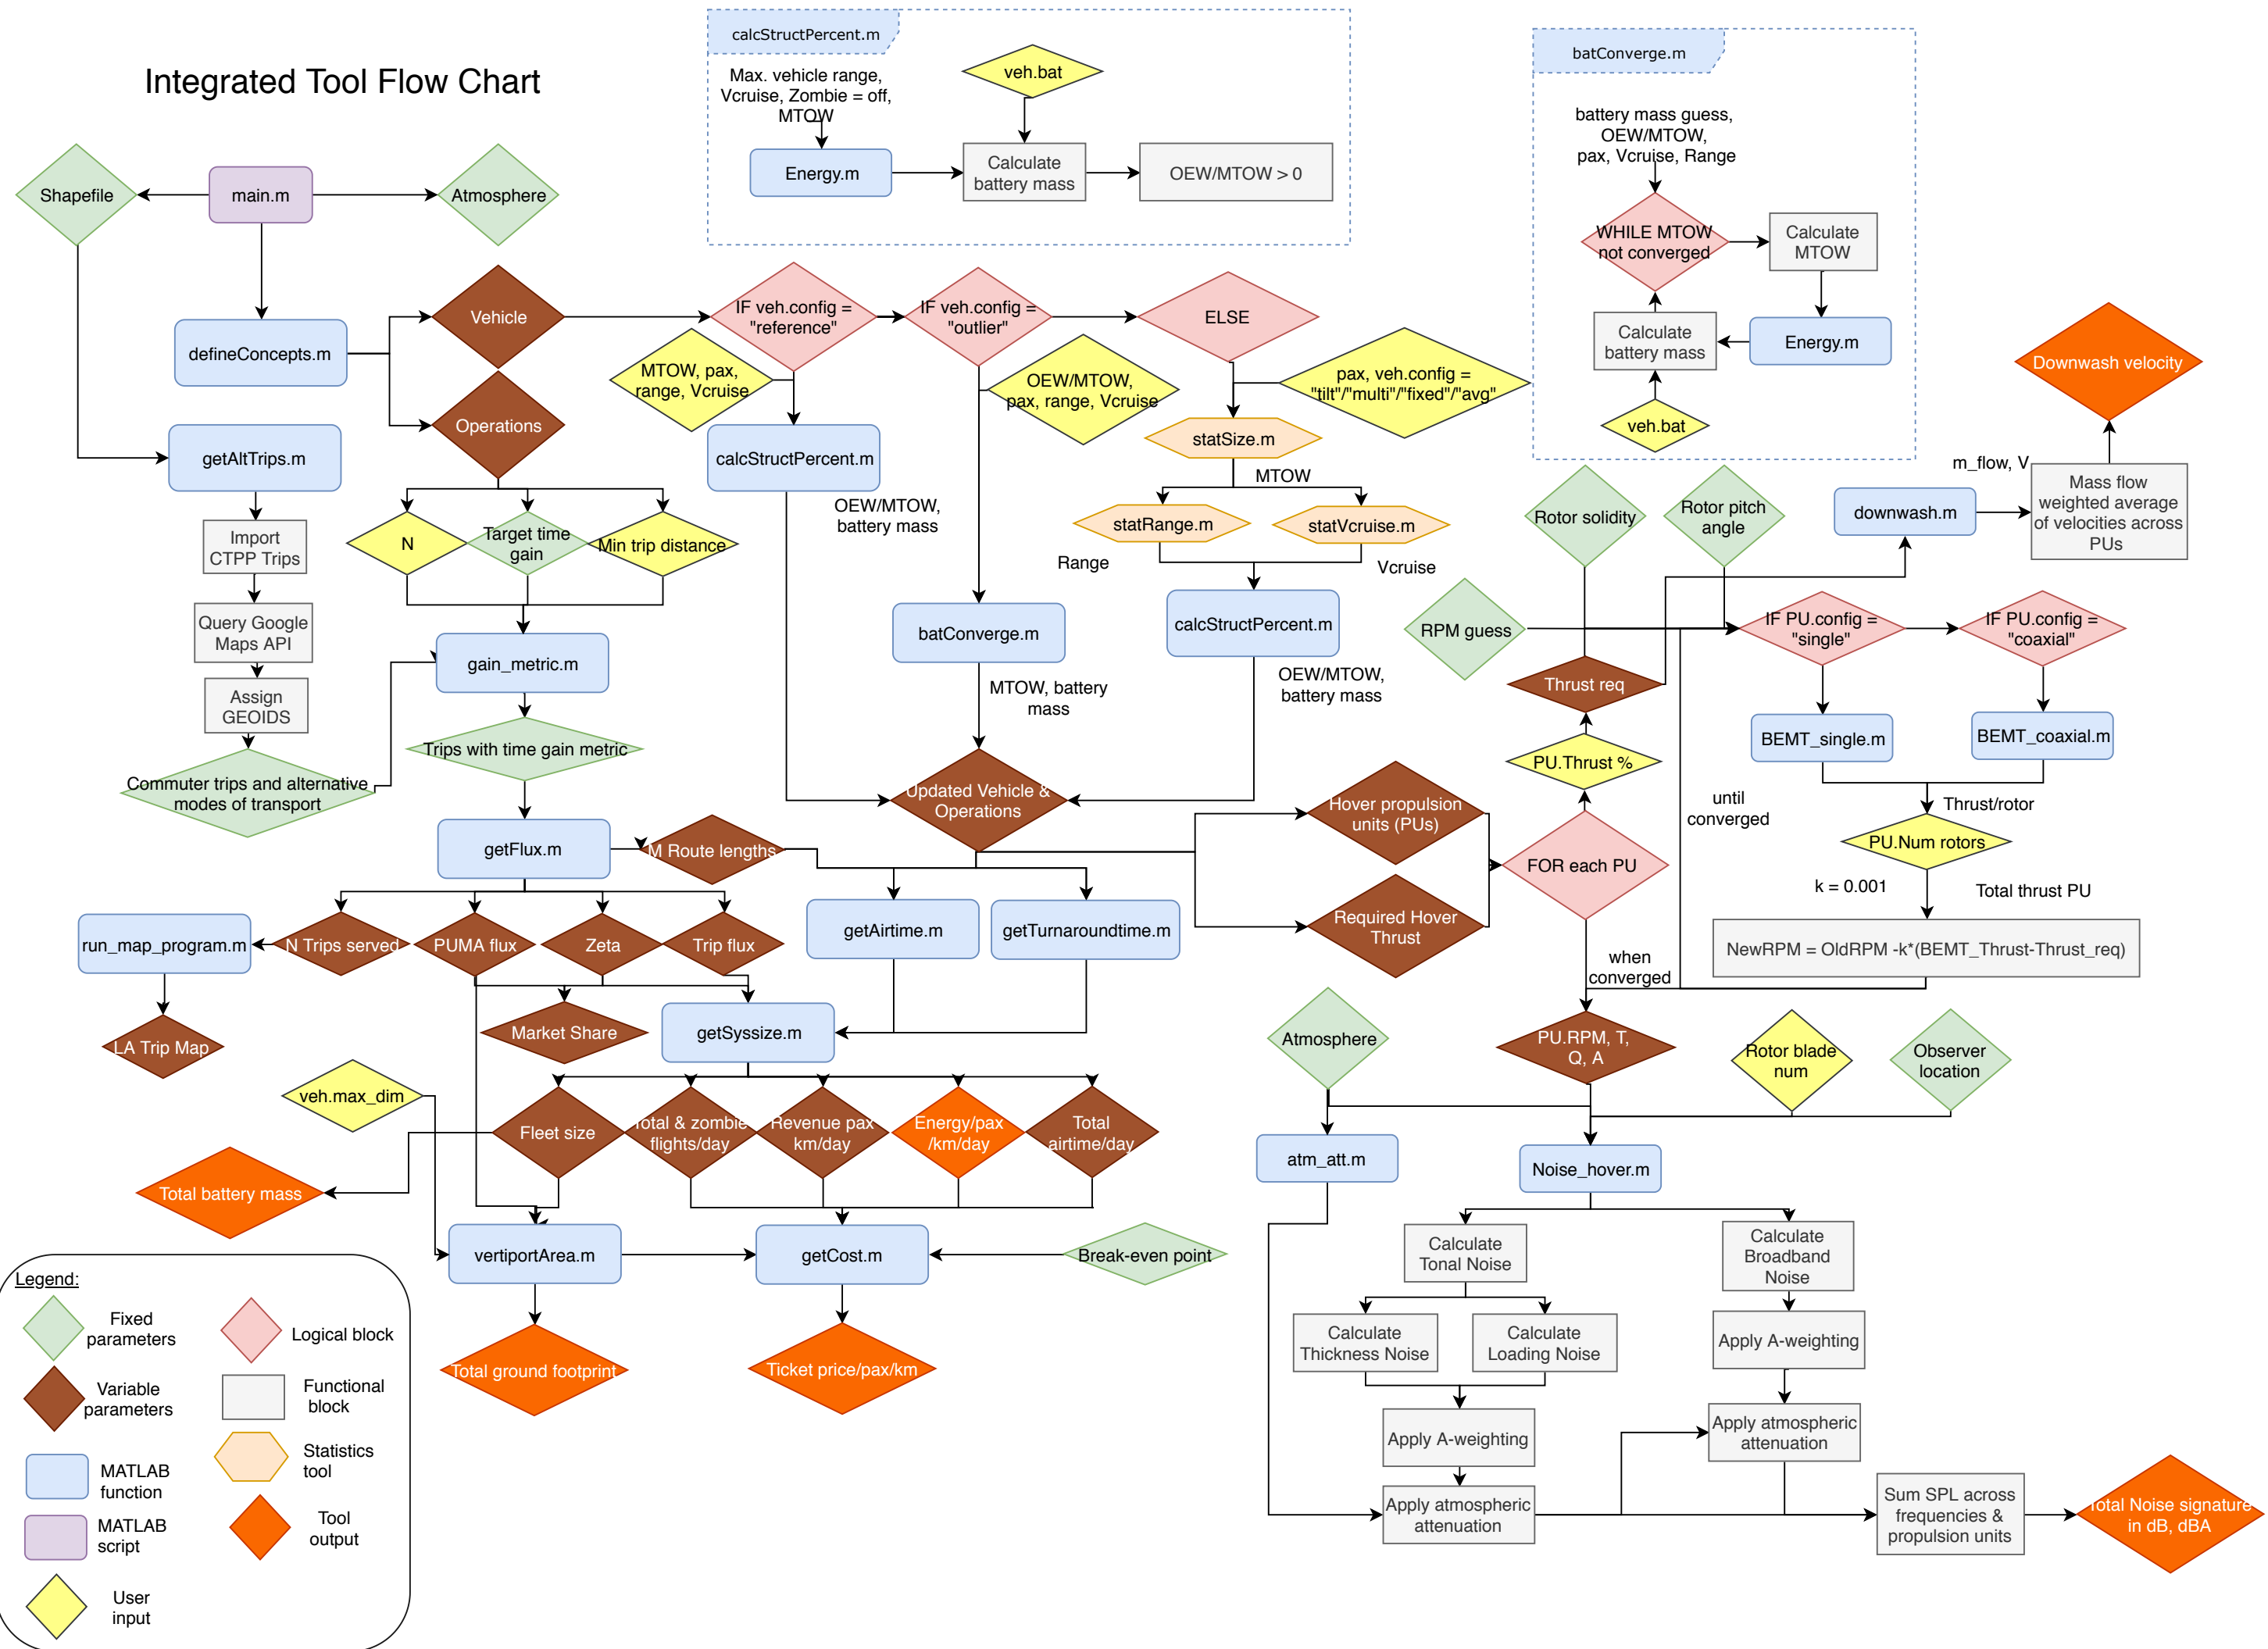 Integrated Tool Flow Chart
calcStructPercent.m
Max. vehicle range,
Vcruise, Zombie = off,
MTOW
veh.bat
Energy.m
Calculate
battery mass
OEW/MTOW > 0
batConverge.m
battery mass guess,
OEW/MTOW,
pax, Vcruise, Range
WHILE MTOW
not converged
Calculate
MTOW
Calculate
battery mass
Energy.m
veh.bat
Shapefile
main.m
Atmosphere
defineConcepts.m
Vehicle
Operations
IF veh.config =
"reference"
IF veh.config =
"outlier"
ELSE
MTOW, pax,
range, Vcruise
OEW/MTOW,
pax, range, Vcruise
pax, veh.config =
"tilt"/"multi"/"fixed"/"avg"
Downwash velocity
getAltTrips.m
calcStructPercent.m
OEW/MTOW,
battery mass
statSize.m
MTOW
statRange.m
statVcruise.m
Range
Vcruise
Import
CTPP Trips
Query Google
Maps API
Assign
GEOIDS
Commuter trips and alternative
modes of transport
N
Target time
gain
Min trip distance
gain_metric.m
Trips with time gain metric
batConverge.m
MTOW, battery
mass
calcStructPercent.m
OEW/MTOW,
battery mass
Updated Vehicle &
Operations
Rotor solidity
Rotor pitch
angle
downwash.m
m_flow, V
Mass flow
weighted average
of velocities across
PUs
RPM guess
IF PU.config =
"single"
IF PU.config =
"coaxial"
Thrust req
BEMT_single.m
BEMT_coaxial.m
PU.Thrust %
until
converged
Thrust/rotor
PU.Num rotors
k = 0.001
Total thrust PU
NewRPM = OldRPM -k*(BEMT_Thrust-Thrust_req)
Hover propulsion
units (PUs)
Required Hover
Thrust
FOR each PU
when
converged
getFlux.m
M Route lengths
run_map_program.m
N Trips served
PUMA flux
Zeta
Trip flux
getAirtime.m
getTurnaroundtime.m
LA Trip Map
Market Share
getSyssize.m
Atmosphere
PU.RPM, T,
Q, A
Rotor blade
num
Observer
location
veh.max_dim
Fleet size
Total & zombie
flights/day
Revenue pax
km/day
Energy/pax
/km/day
Total
airtime/day
atm_att.m
Noise_hover.m
Total battery mass
vertiportArea.m
getCost.m
Break-even point
Calculate
Tonal Noise
Calculate
Broadband
Noise
Calculate
Thickness Noise
Calculate
Loading Noise
Apply A-weighting
Total ground footprint
Ticket price/pax/km
Apply A-weighting
Apply atmospheric
attenuation
Apply atmospheric
attenuation
Sum SPL across
frequencies &
propulsion units
Total Noise signature
in dB, dBA
Legend:
Fixed
parameters
Logical block
Variable
parameters
Functional
block
MATLAB
function
Statistics
tool
MATLAB
script
Tool
output
User
input